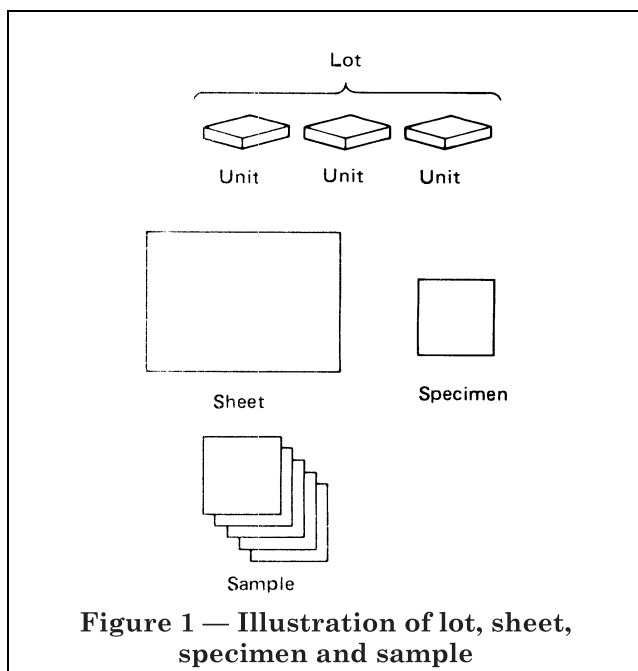 Lot
Unit Unit Unit
Sheet
Specimen
Sample
Figure 1 — Illustration of lot, sheet,
specimen and sample